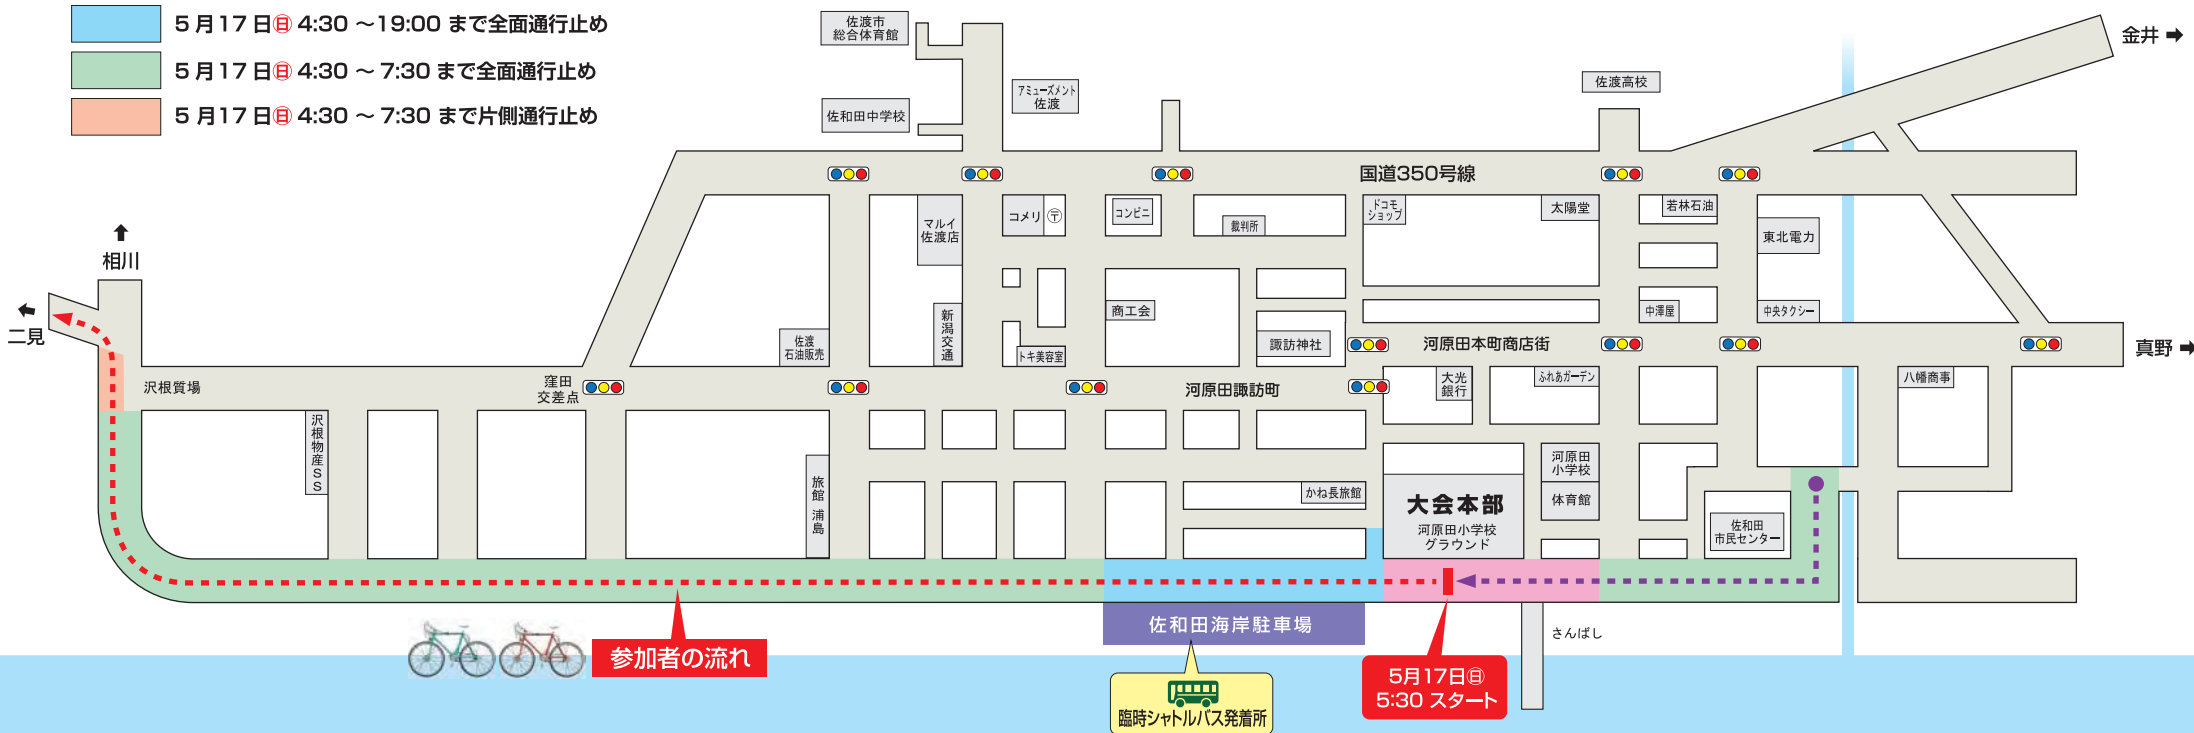 5月17日㊐ 4:30 ～19:00 まで全面通行止め
5月17日㊐ 4:30 ～ 7:30 まで全面通行止め
5月17日㊐ 4:30 ～ 7:30 まで片側通行止め
佐渡市
総合体育館
アミューズメント
佐渡
佐和田中学校
佐渡高校
金井
国道350号線
マルイ
佐渡店
コメリ
〒
コンビニ
裁判所
ドコモ
ショップ
太陽堂
若林石油
東北電力
相川
二見
佐渡
石油販売
新潟交通
トキ美容室
商工会
諏訪神社
河原田本町商店街
中澤屋
中央タクシー
真野
沢根質場
窪田
交差点
河原田諏訪町
大光
銀行
ふれあガーデン
八幡商事
沢根物産SS
旅館 浦島
かね長旅館
大会本部
河原田小学校
グラウンド
河原田
小学校
体育館
佐和田
市民センター
佐和田海岸駐車場
さんばし
参加者の流れ
臨時シャトルバス発着所
5月17日㊐
5:30 スタート